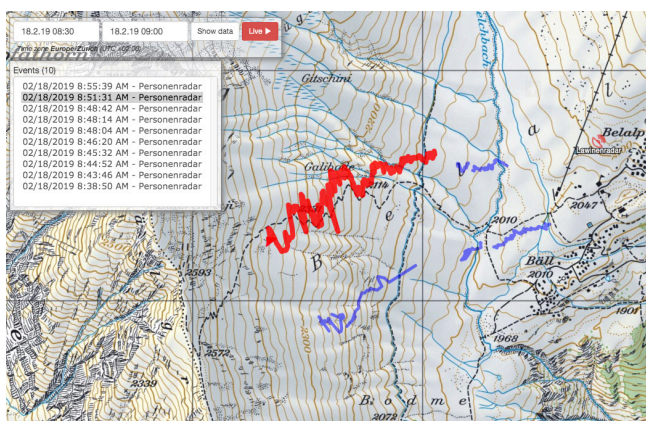 18.2.19 08:30
18.2.19 09:00
Show data
Live
Time zone Europe/Zurich (UTC +02:00)
Events (10)
02/18/2019 8:55:39 AM - Personenradar
02/18/2019 8:51:31 AM - Personenradar
02/18/2019 8:48:42 AM - Personenradar
02/18/2019 8:48:14 AM - Personenradar
02/18/2019 8:48:04 AM - Personenradar
02/18/2019 8:46:20 AM - Personenradar
02/18/2019 8:45:32 AM - Personenradar
02/18/2019 8:44:52 AM - Personenradar
02/18/2019 8:43:46 AM - Personenradar
02/18/2019 8:38:50 AM - Personenradar
Gitschini
2200
Belalp
Lawinenradar
2114
2047
2010
Bäll
2010
2593
1901
1968
2300
2572
2339
Bodme
2072